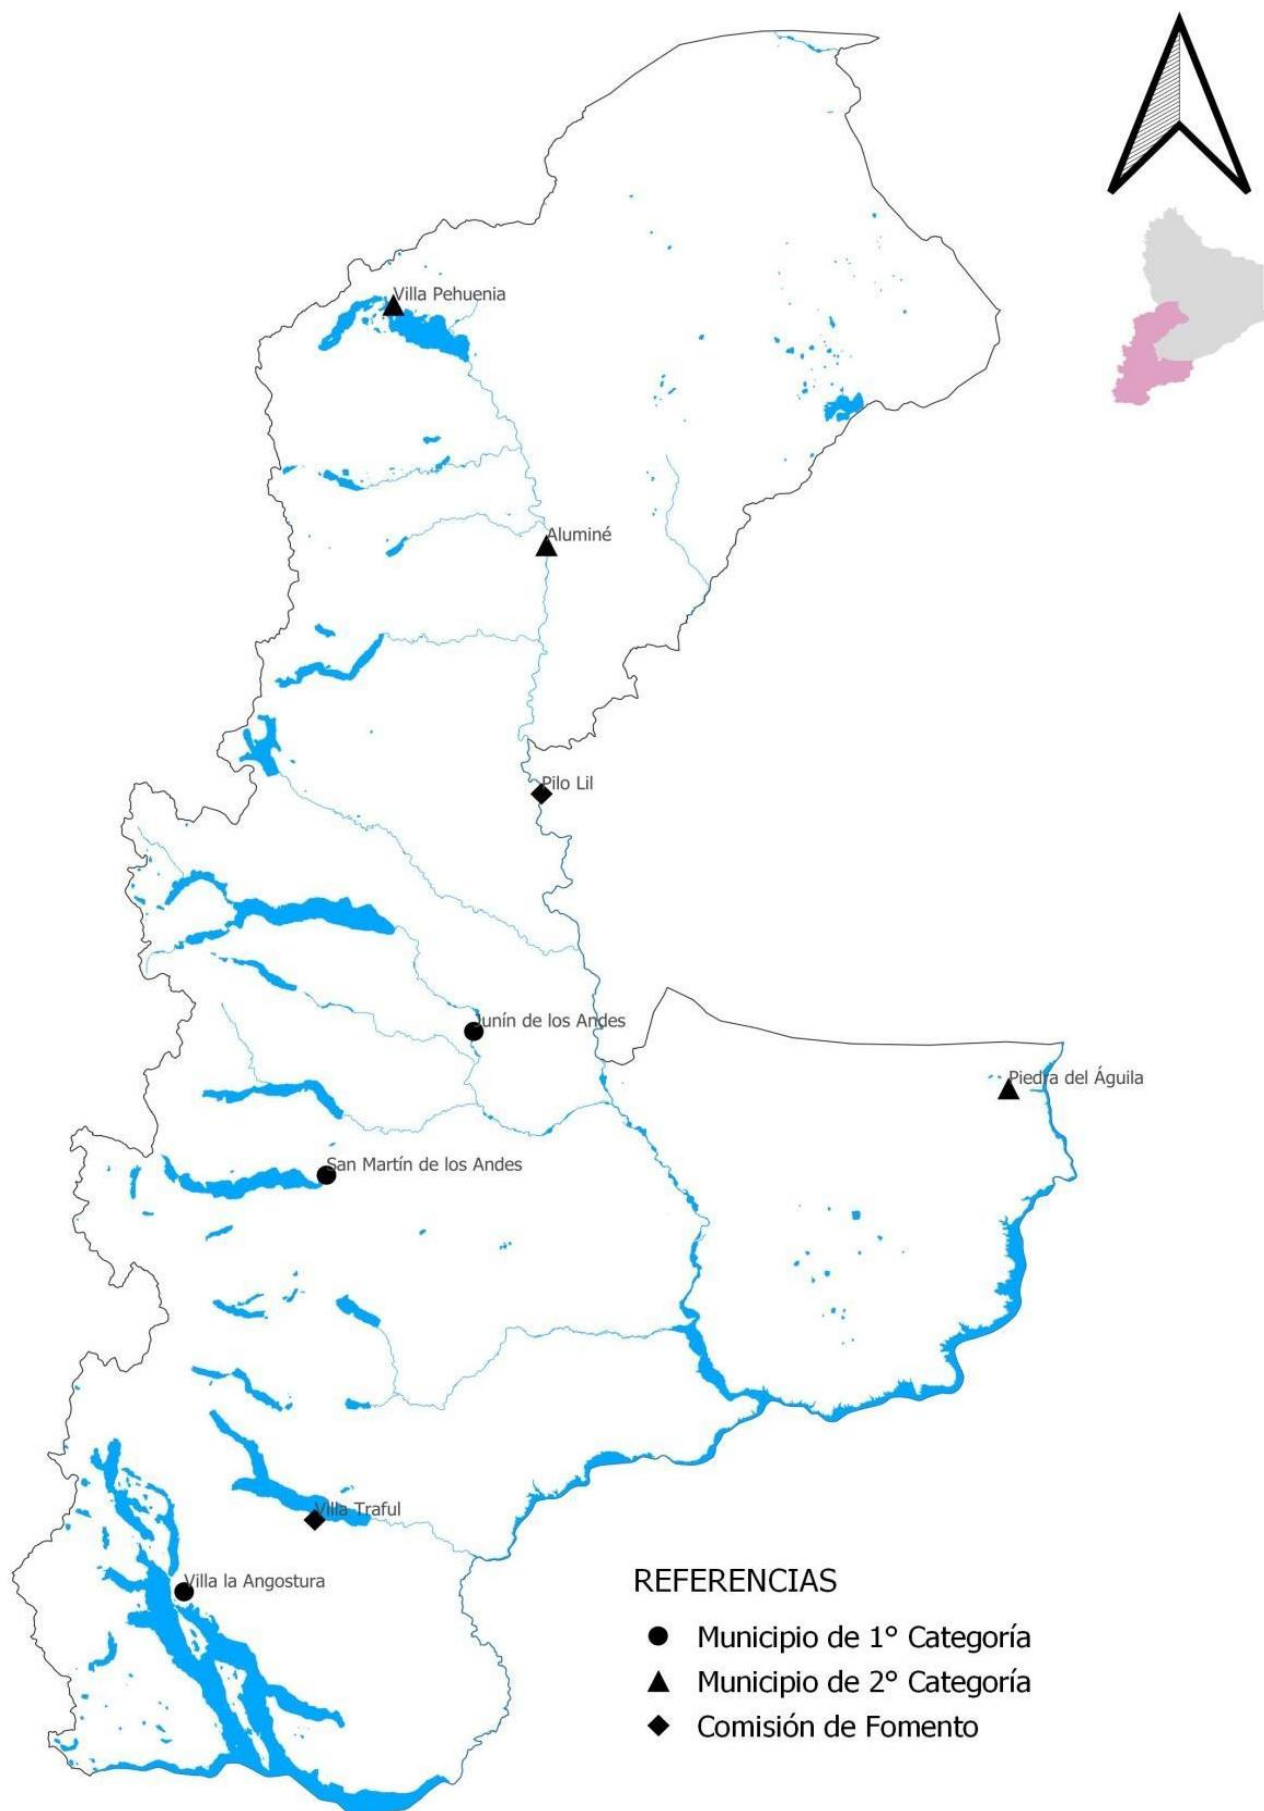 Villa Pehuenia
Aluminé
Pilo Lil
Junín de los Andes
Piedra del Águila
San Martín de los Andes
Villa Traful
Villa la Angostura
REFERENCIAS
Municipio de 1° Categoría
Municipio de 2° Categoría
Comisión de Fomento